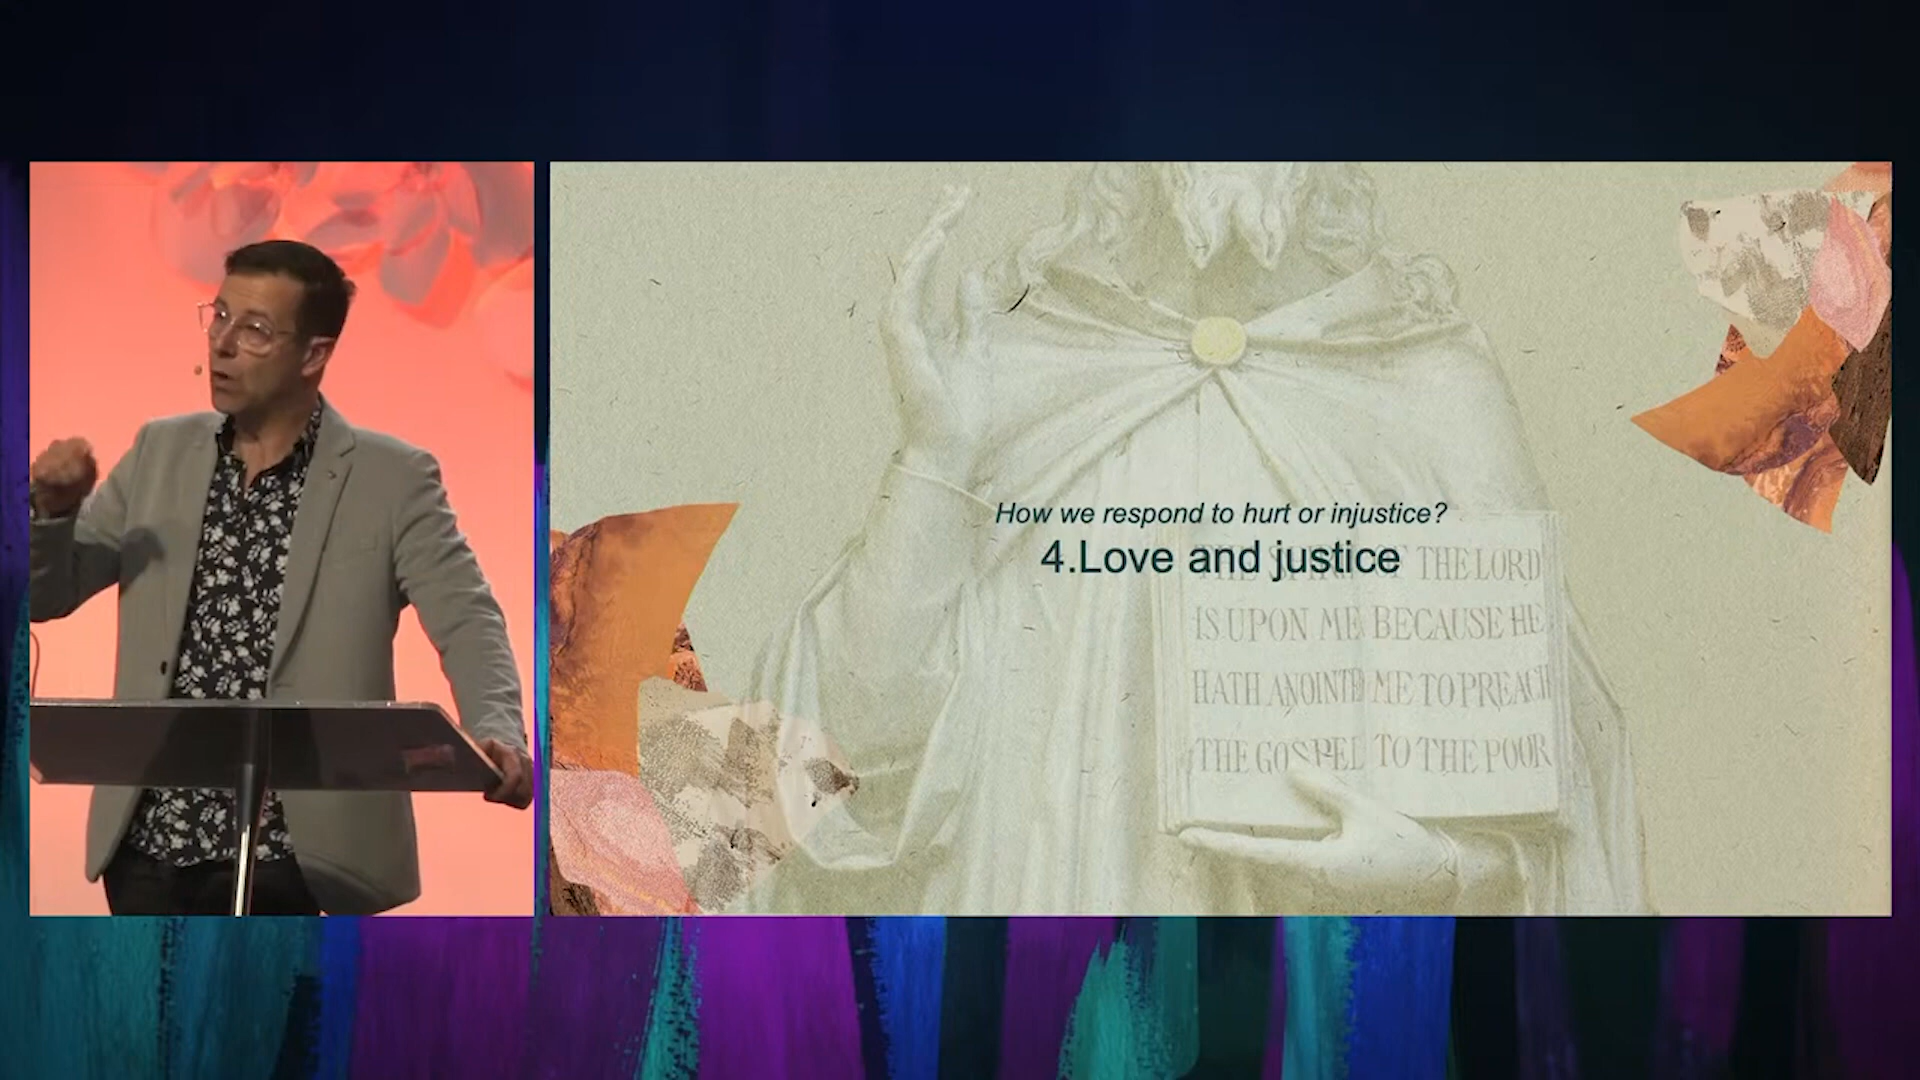 How we respond to hurt or injustice?
4.Love and justice
THE SPIRIT OF THE LORD
IS UPON ME BECAUSE HE
HATH ANOINTED ME TO PREACH
THE GOSPEL TO THE POOR